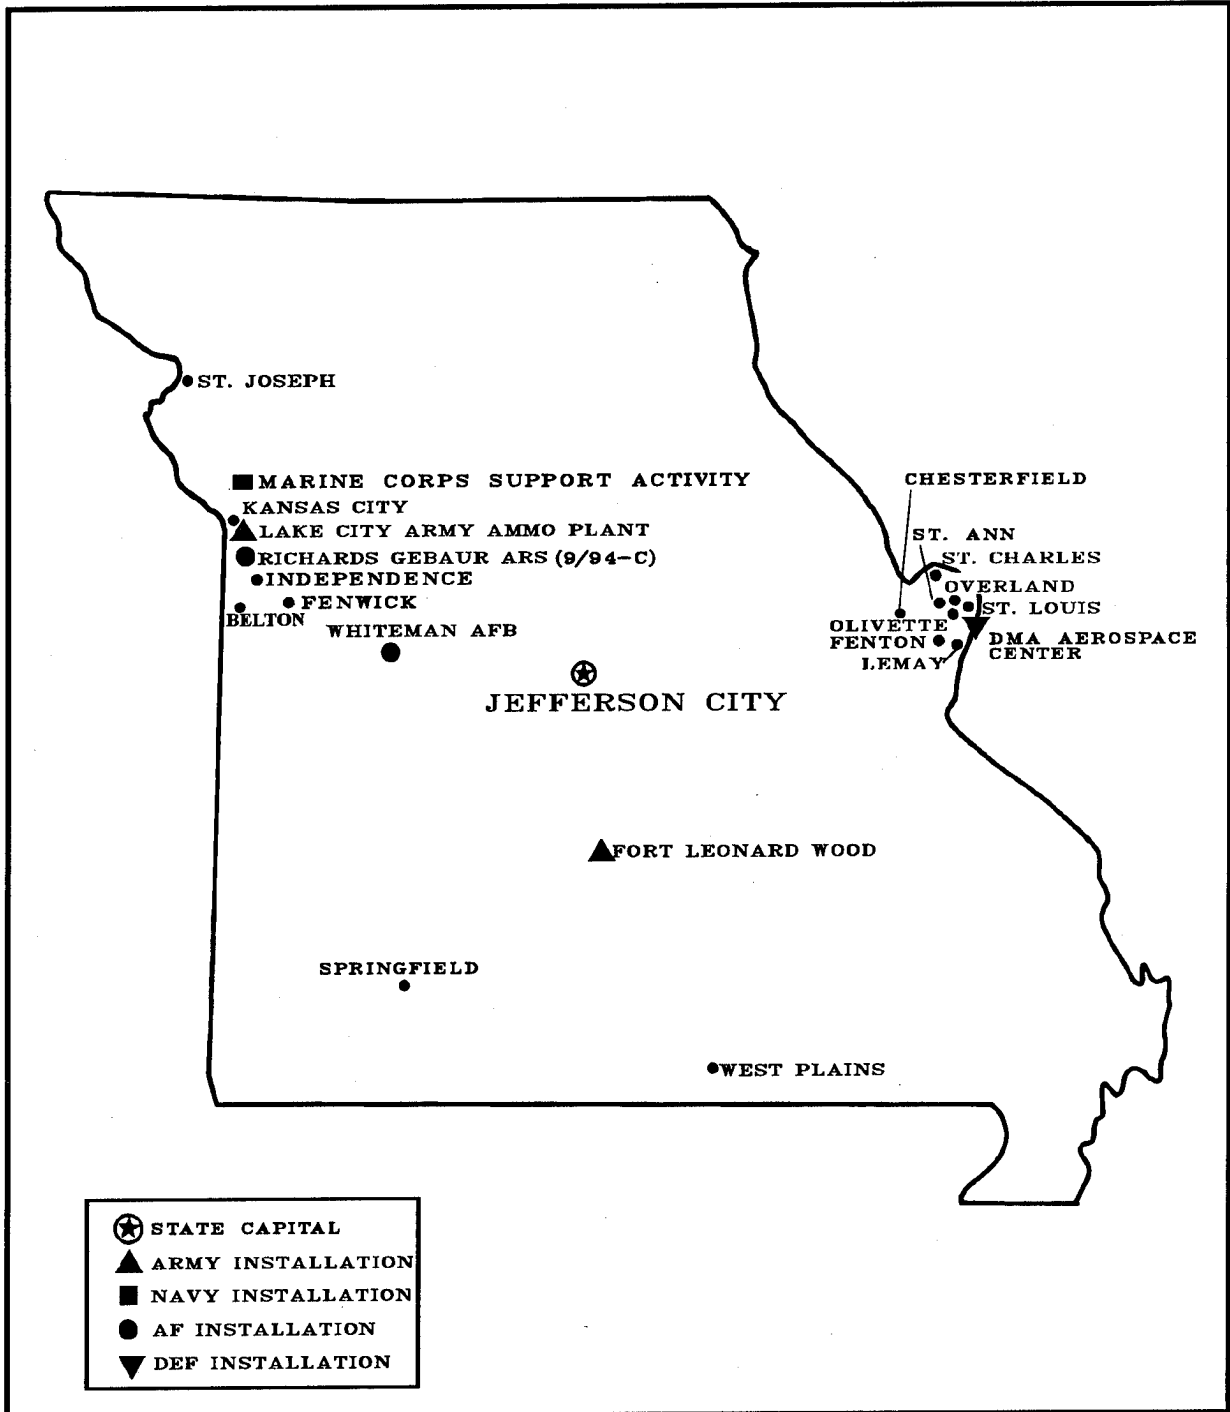 ST. JOSEPH
MARINE CORPS SUPPORT ACTIVITY
KANSAS CITY
LAKE CITY ARMY AMMO PLANT
RICHARDS GEBAUR ARS (9/94-C)
INDEPENDENCE
FENWICK
BELTON
WHITEMAN AFB
JEFFERSON CITY
CHESTERFIELD
ST. ANN
ST. CHARLES
OVERLAND
ST. LOUIS
OLIVETTE
FENTON
LEMAY
DMA AEROSPACE
CENTER
FORT LEONARD WOOD
SPRINGFIELD
WEST PLAINS
STATE CAPITAL
ARMY INSTALLATION
NAVY INSTALLATION
AF INSTALLATION
DEF INSTALLATION